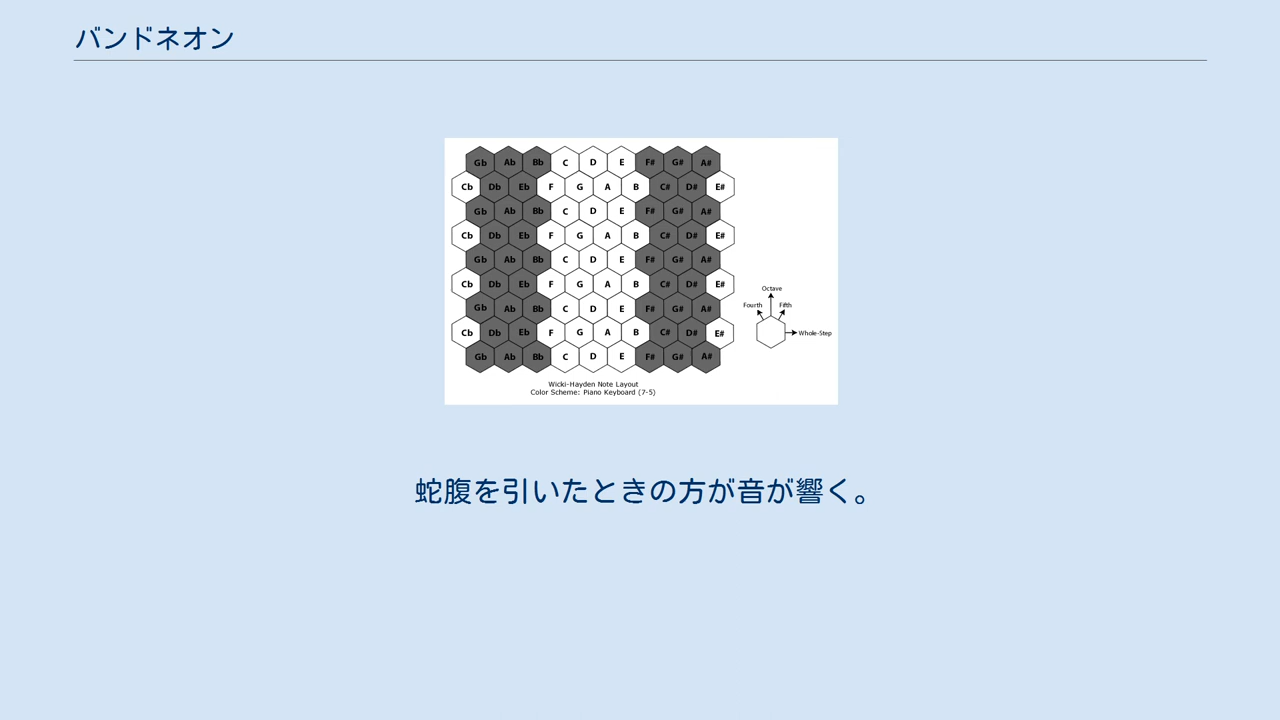 バンドネオン
Gb Ab Bb C D E F# G# A#
Cb Db Eb F G A B C# D# E#
Gb Ab Bb C D E F# G# A#
Cb Db Eb F G A B C# D# E#
Gb Ab Bb C D E F# G# A#
Cb Db Eb F G A B C# D# E#
Gb Ab Bb C D E F# G# A#
Cb Db Eb F G A B C# D# E#
Gb Ab Bb C D E F# G# A#
Octave
Fourth Fifth
Whole-Step
Wicki-Hayden Note Layout
Color Scheme: Piano Keyboard (7-5)
蛇腹を引いたときの方が音が響く。